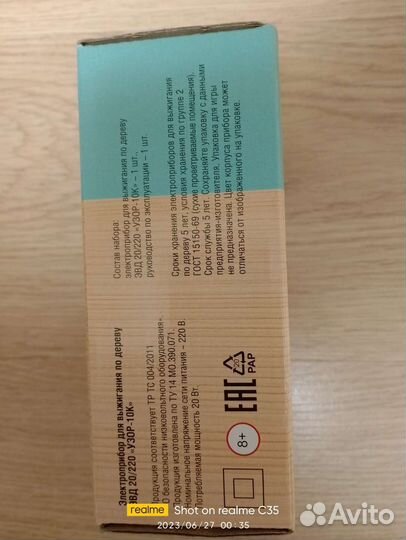 Электроприбор для выжигания по дереву
ЭВД 20/220 «УЗОР-10К»
Продукция соответствует ТР ТС 004/2011
«О безопасности низковольтного оборудования»
Продукция изготовлена по ТУ 14 МО.390.071.
Номинальное напряжение сети питания – 220 В.
Потребляемая мощность 20 Вт.
8+
EAC
20
PAP
Состав набора:
электроприбор для выжигания по дереву
ЭВД 20/220 «УЗОР-10К» – 1 шт.,
руководство по эксплуатации – 1 шт.
Сроки хранения электроприборов для выжигания
по дереву 5 лет, условия хранения по группе 2
ГОСТ 15150-69 (сухие проветриваемые помещения).
Срок службы 5 лет. Сохраняйте упаковку с данными
предприятия-изготовителя. Упаковка для игры
не предназначена. Цвет корпуса прибора может
отличаться от изображенного на упаковке.
realme Shot on realme C35
2023/06/27 00:35
Avito